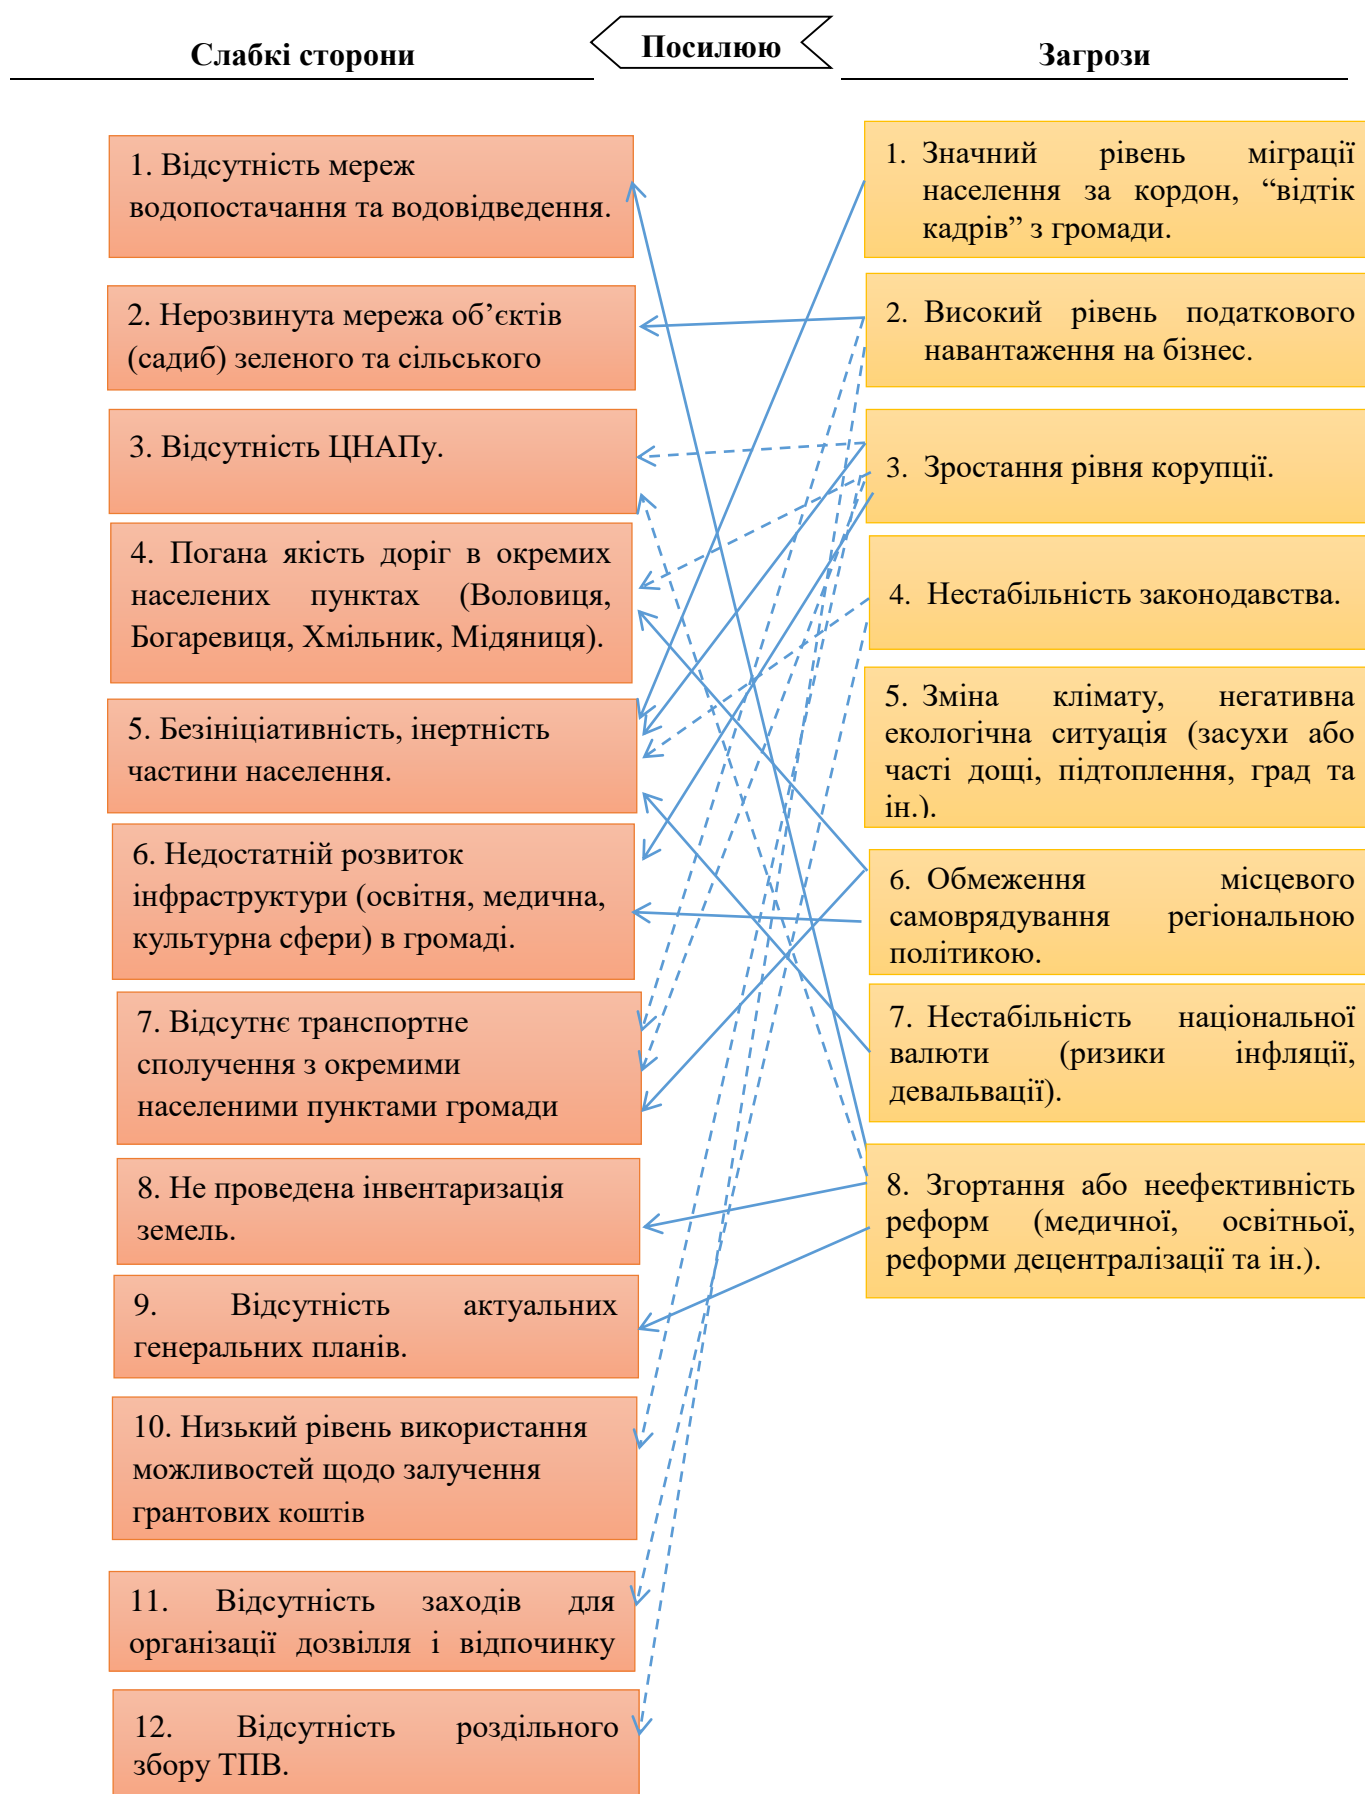 Слабкі сторони
Посилюю
Загрози
1. Відсутність мереж
водопостачання та водовідведення.
2. Нерозвинута мережа об’єктів
(садиб) зеленого та сільського
3. Відсутність ЦНАПу.
4. Погана якість доріг в окремих
населених пунктах (Воловиця,
Богаревиця, Хмільник, Мідяниця).
5. Безініціативність, інертність
частини населення.
6. Недостатній розвиток
інфраструктури (освітня, медична,
культурна сфери) в громаді.
7. Відсутнє транспортне
сполучення з окремими
населеними пунктами громади
8. Не проведена інвентаризація
земель.
9. Відсутність актуальних
генеральних планів.
10. Низький рівень використання
можливостей щодо залучення
грантових коштів
11. Відсутність заходів для
організації дозвілля і відпочинку
12. Відсутність роздільного
збору ТПВ.
1. Значний рівень міграції
населення за кордон, “відтік
кадрів” з громади.
2. Високий рівень податкового
навантаження на бізнес.
3. Зростання рівня корупції.
4. Нестабільність законодавства.
5. Зміна клімату, негативна
екологічна ситуація (засухи або
часті дощі, підтоплення, град та
ін.).
6. Обмеження місцевого
самоврядування регіональною
політикою.
7. Нестабільність національної
валюти (ризики інфляції,
девальвації).
8. Згортання або неефективність
реформ (медичної, освітньої,
реформи децентралізації та ін.).